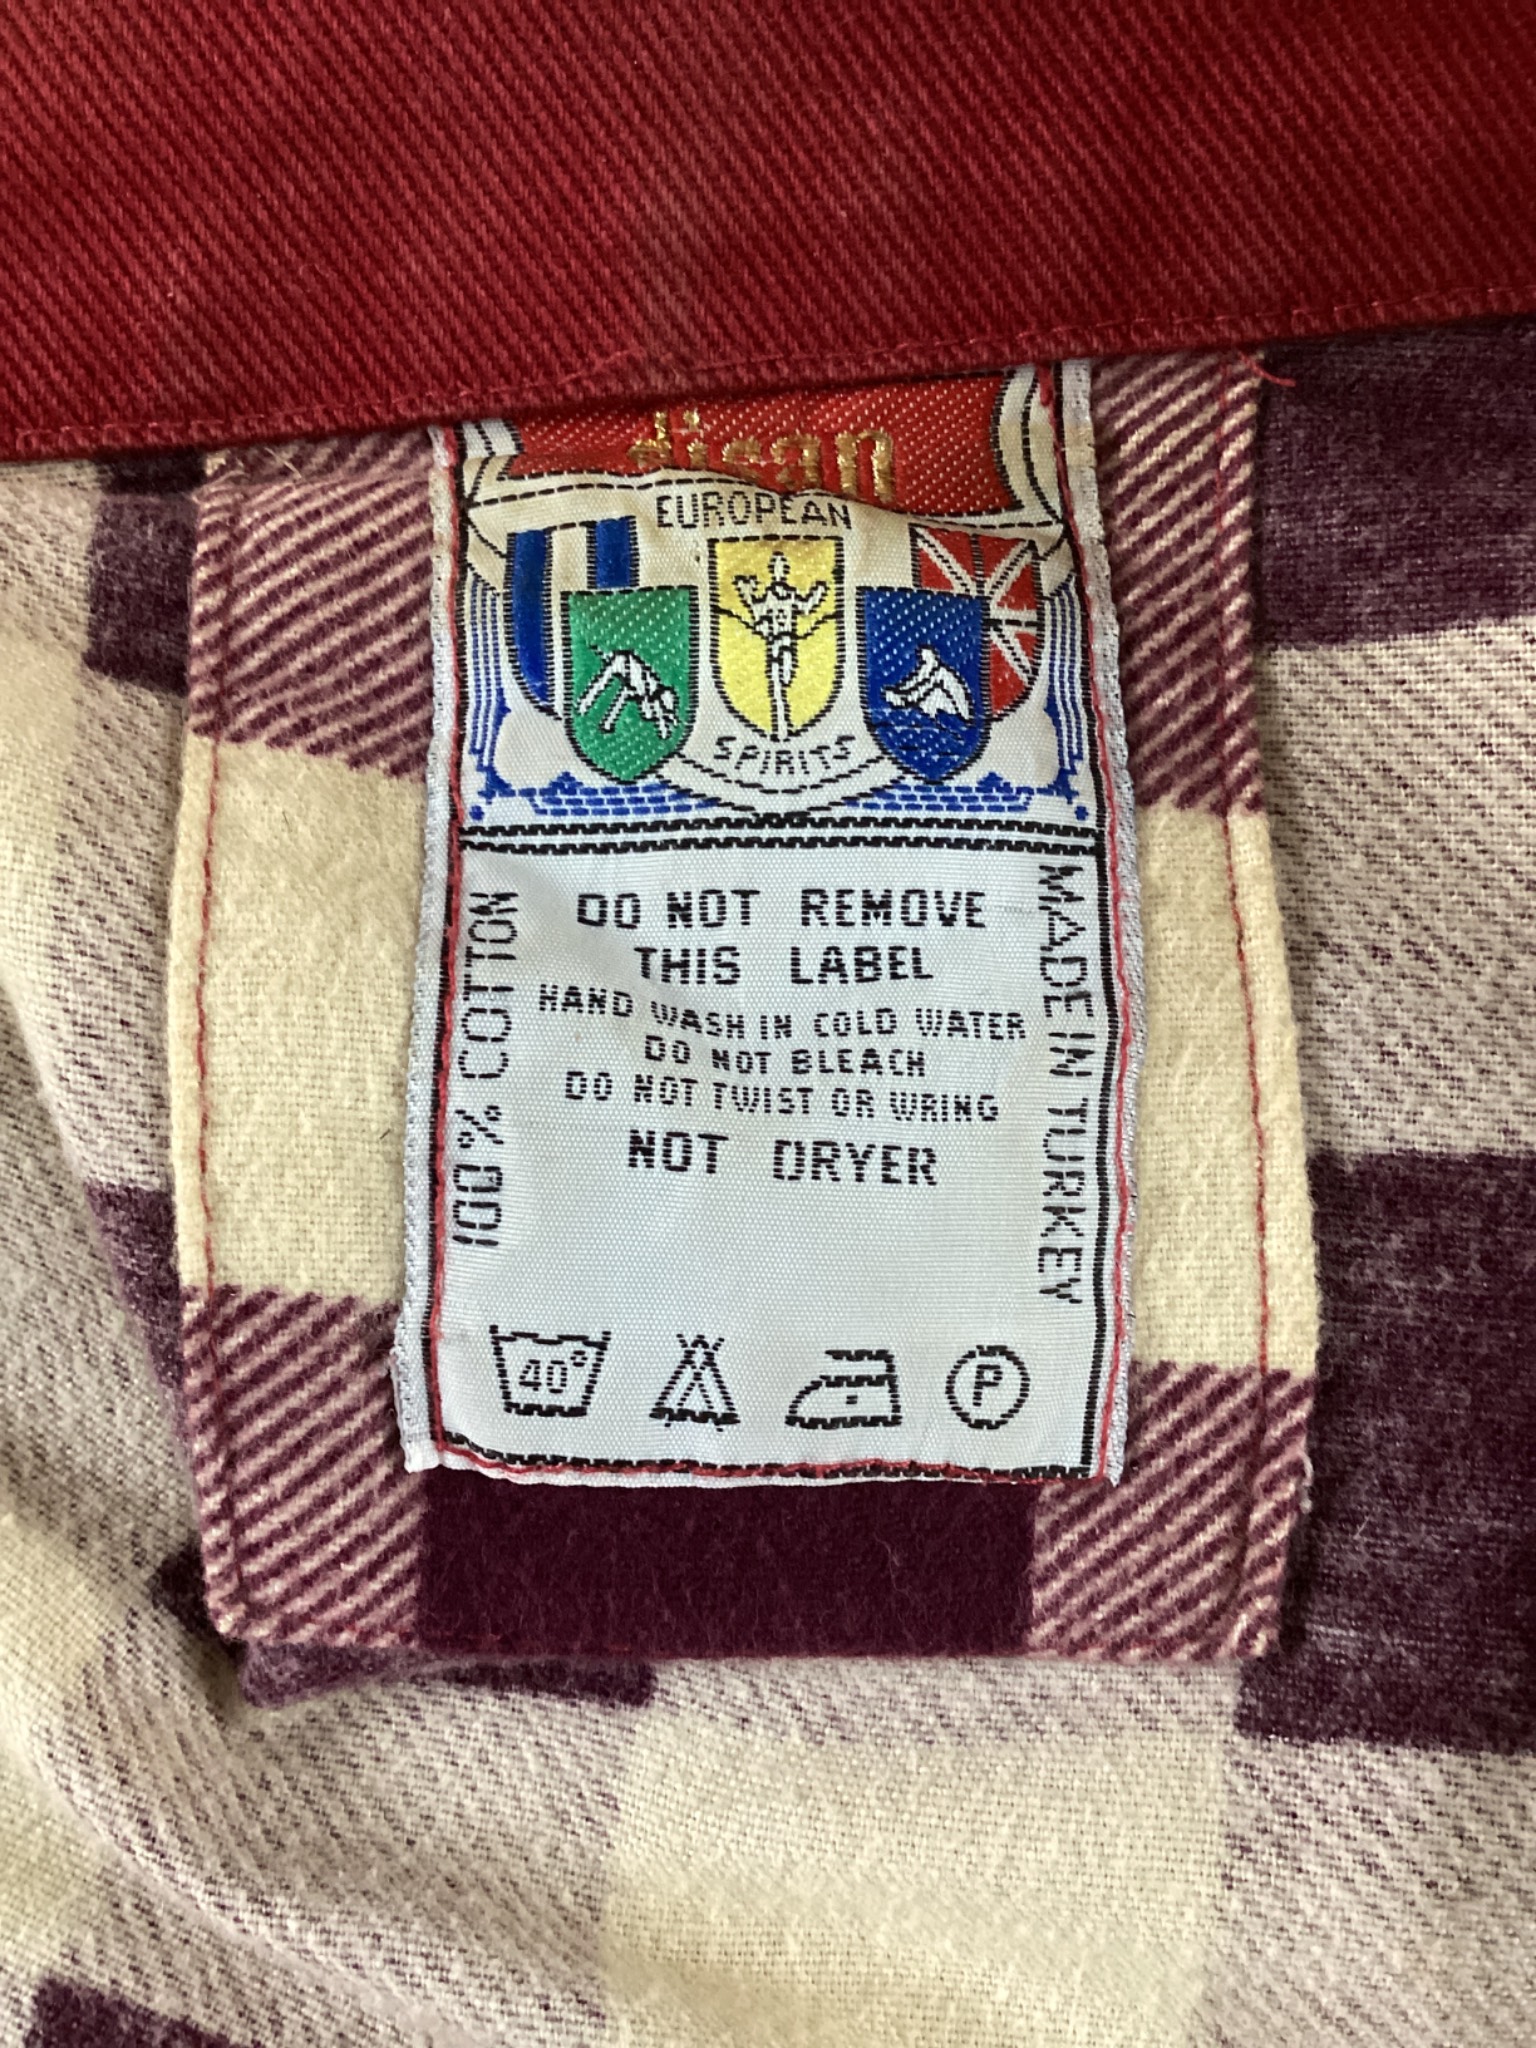 disan
EUROPEAN
SPIRITS
100% COTTON
DO NOT REMOVE
THIS LABEL
HAND WASH IN COLD WATER
DO NOT BLEACH
DO NOT TWIST OR WRING
NOT DRYER
MADE IN TURKEY
40°
P